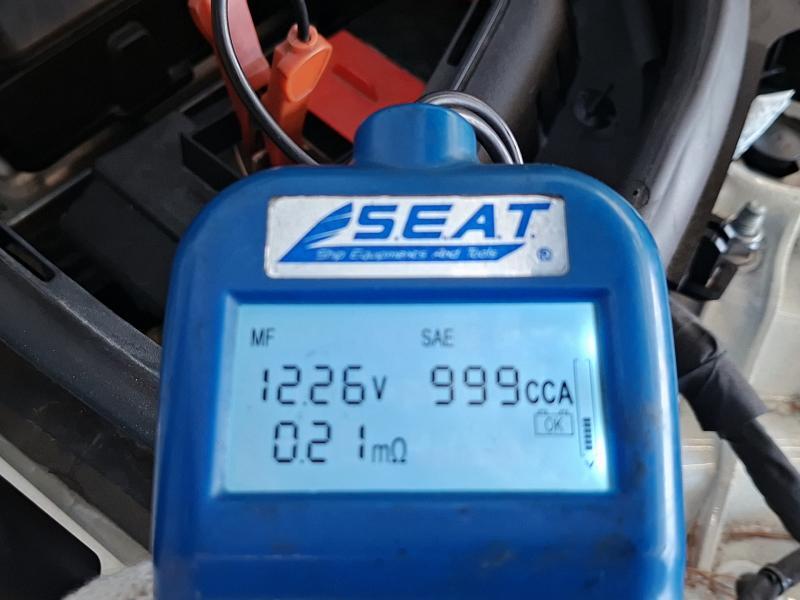 S.E.A.T.
Ship Equipments And Tools ®
MF SAE
12.26V 999CCA
OK
0.21mΩ